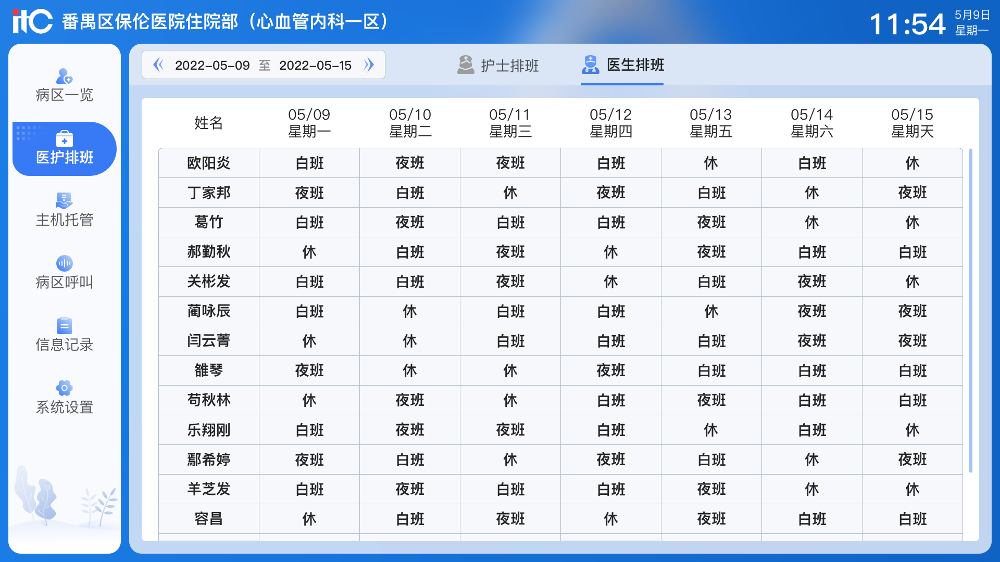 itC 番禺区保伦医院住院部（心血管内科一区）
11:54
5月9日
星期一
病区一览
医护排班
主机托管
病区呼叫
信息记录
系统设置
2022-05-09 至 2022-05-15
护士排班
医生排班
姓名 05/09 05/10 05/11 05/12 05/13 05/14 05/15
星期一 星期二 星期三 星期四 星期五 星期六 星期天
欧阳炎 白班 夜班 夜班 白班 休 白班 休
丁家邦 夜班 白班 休 夜班 白班 休 夜班
葛竹 白班 夜班 白班 白班 夜班 休 休
郝勤秋 休 白班 夜班 休 夜班 白班 白班
关彬发 白班 白班 夜班 休 白班 夜班 休
蔺咏辰 白班 休 白班 白班 休 夜班 夜班
闫云菁 休 休 白班 白班 白班 夜班 夜班
雒琴 夜班 休 休 夜班 白班 白班 白班
苟秋林 休 夜班 休 白班 夜班 白班 白班
乐翔刚 白班 夜班 夜班 白班 休 白班 休
鄢希婷 夜班 白班 休 夜班 白班 休 夜班
羊芝发 白班 夜班 白班 白班 夜班 休 休
容昌 休 白班 夜班 休 夜班 白班 白班